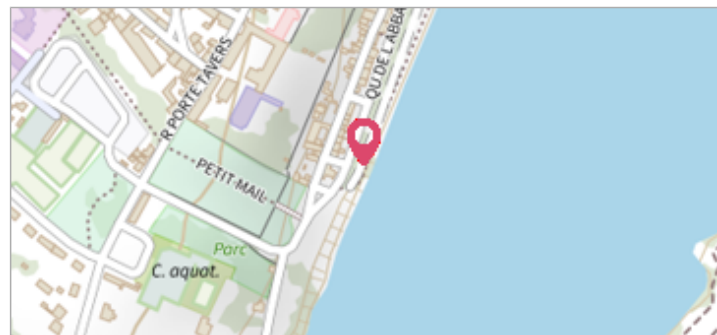 QU DE L'ABBA
R PORTE TAVERS
PETIT-MAIL
Parc
C. aquat.